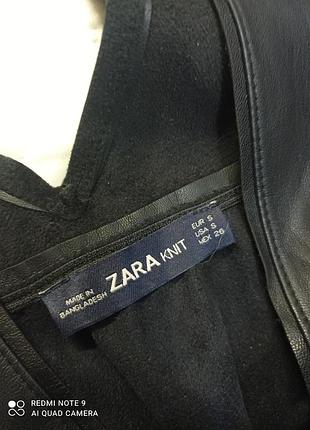 MADE IN
BANGLADESH
ZARA KNIT
EUR S
USA S
MEX 26
REDMI NOTE 9
AI QUAD CAMERA